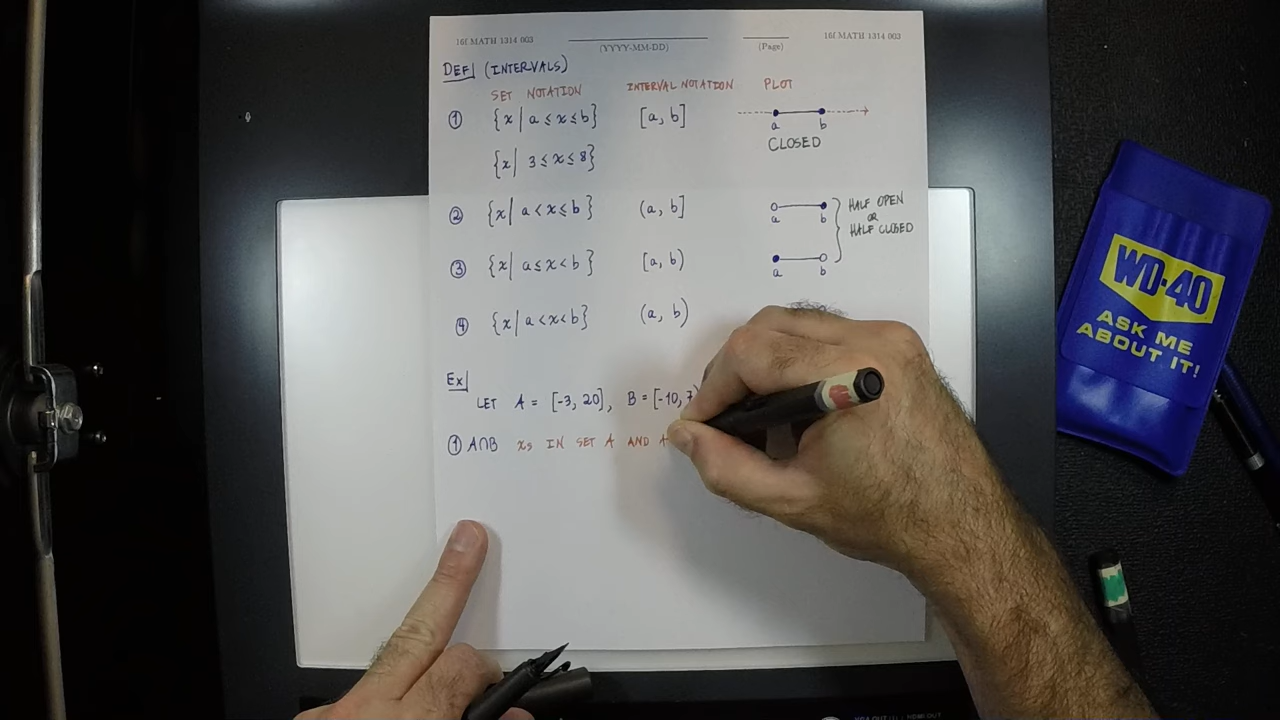 16f MATH 1314 003 (YYYY-MM-DD) (Page) 16f MATH 1314 003
DEF (INTERVALS)
SET NOTATION INTERVAL NOTATION PLOT
① {x | a ≤ x ≤ b} [a, b]
a b
CLOSED
{x | 3 ≤ x ≤ 8}
② {x | a < x ≤ b} (a, b]
a b
③ {x | a ≤ x < b} [a, b)
a b
HALF OPEN
OR
HALF CLOSED
④ {x | a < x < b} (a, b)
Ex
LET A = [-3, 20], B = [-10, 7)
① A∩B xs IN SET A AND A
WD-40
ASK ME
ABOUT IT!